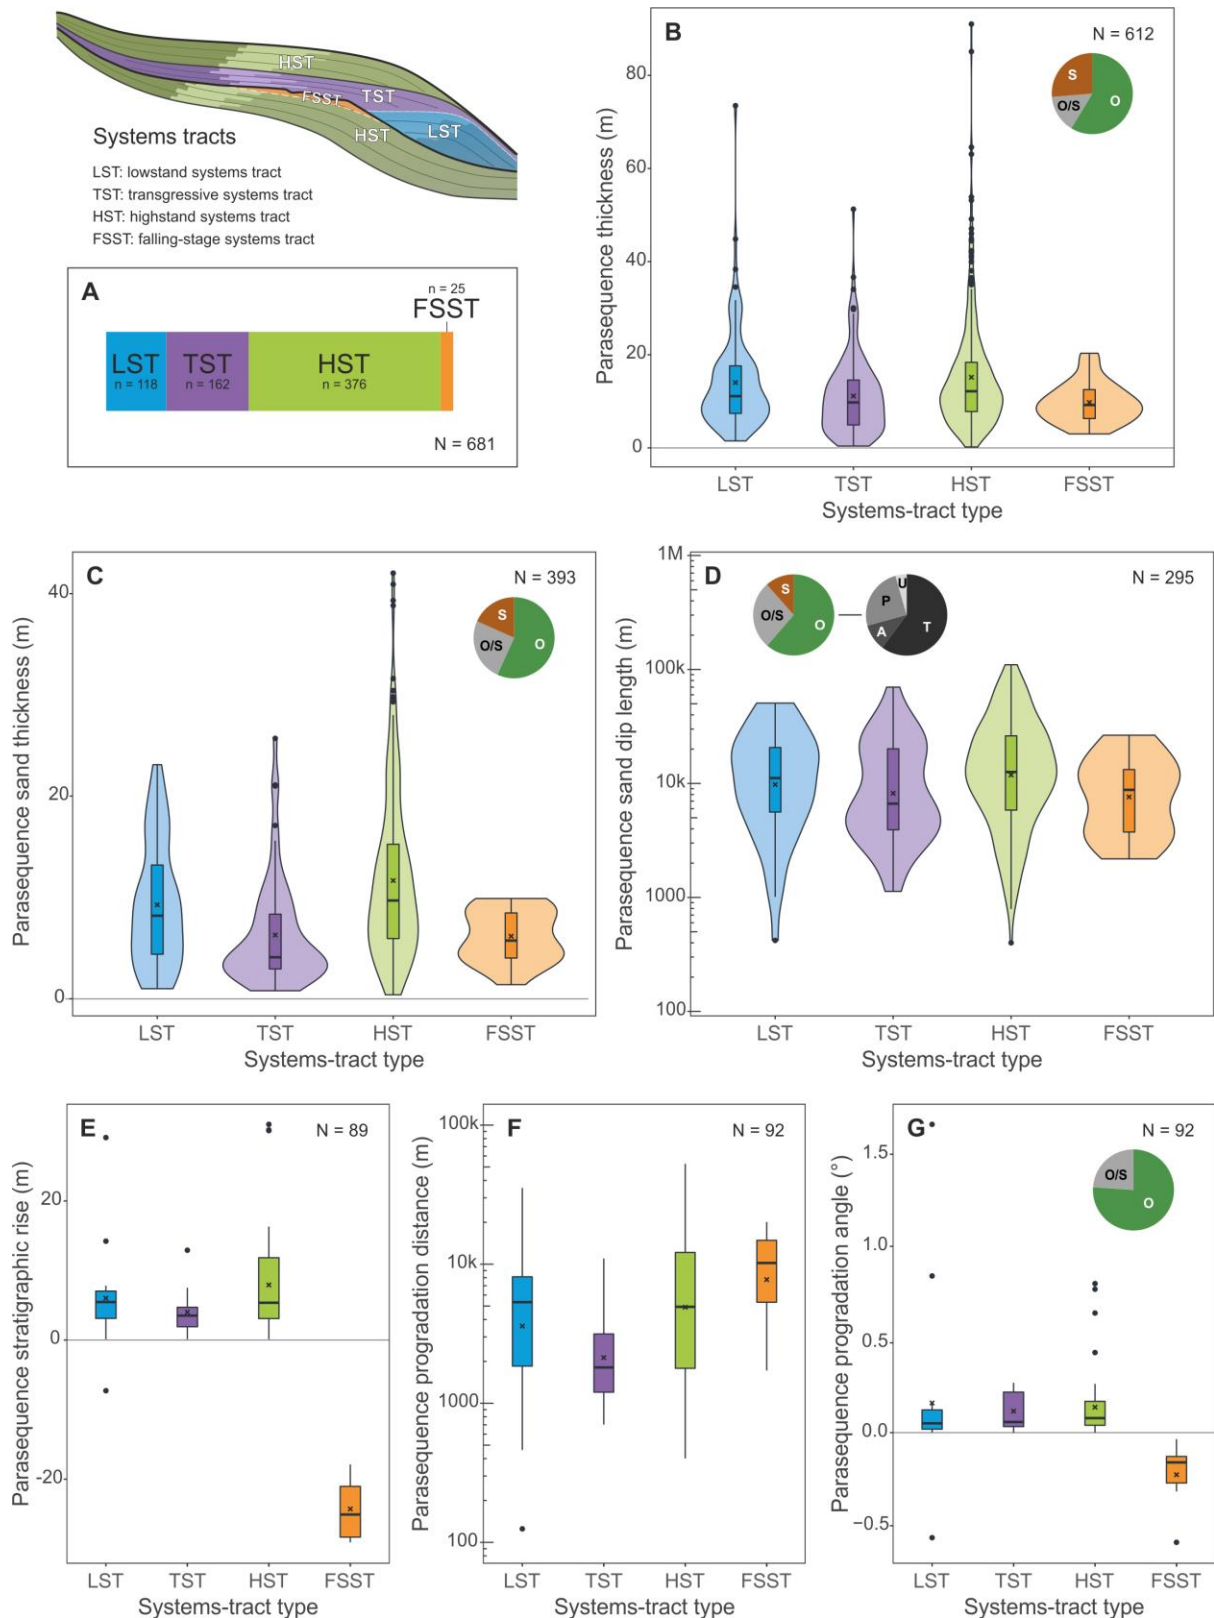 HST
TST
FSST
HST
LST
Systems tracts
LST: lowstand systems tract
TST: transgressive systems tract
HST: highstand systems tract
FSST: falling-stage systems tract
A
n = 25
FSST
LST
n = 118
TST
n = 162
HST
n = 376
N = 681
B
N = 612
S
O/S
O
Parasequence thickness (m)
80
60
40
20
0
LST TST HST FSST
Systems-tract type
C
N = 393
S
O/S
O
Parasequence sand thickness (m)
40
20
0
LST TST HST FSST
Systems-tract type
D
N = 295
S
O/S
O
U
P
A
T
Parasequence sand dip length (m)
1M
100k
10k
1000
100
LST TST HST FSST
Systems-tract type
E
N = 89
Parasequence stratigraphic rise (m)
20
0
-20
LST TST HST FSST
Systems-tract type
F
N = 92
Parasequence progradation distance (m)
100k
10k
1000
100
LST TST HST FSST
Systems-tract type
G
N = 92
O/S
O
Parasequence progradation angle (°)
1.5
1.0
0.5
0.0
−0.5
LST TST HST FSST
Systems-tract type